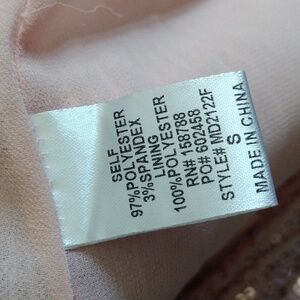 SELF
97%POLYESTER
3%SPANDEX
LINING
100%POLYESTER
RN# 158788
PO# 602458
STYLE# MD2122F
S
MADE IN CHINA